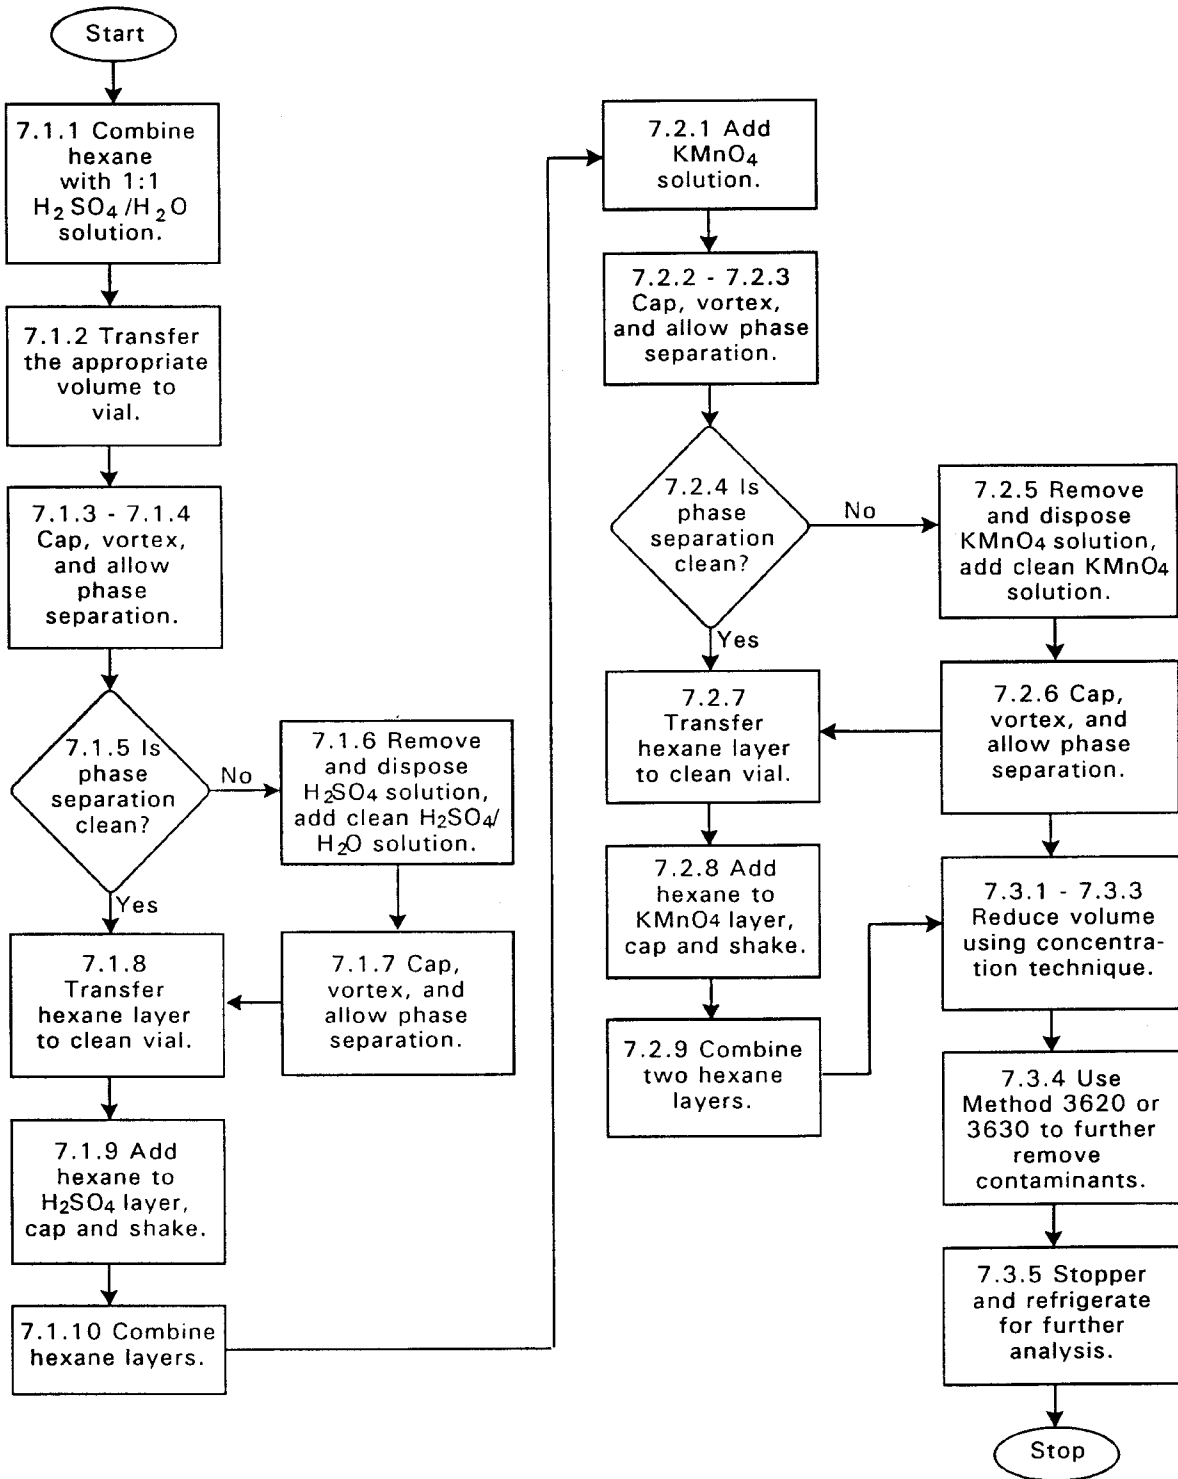 Start
7.1.1 Combine
hexane
with 1:1
H2SO4/H2O
solution.
7.1.2 Transfer
the appropriate
volume to
vial.
7.1.3 - 7.1.4
Cap, vortex,
and allow
phase
separation.
7.1.5 Is
phase
separation
clean?
No
Yes
7.1.6 Remove
and dispose
H2SO4 solution,
add clean H2SO4/
H2O solution.
7.1.7 Cap,
vortex, and
allow phase
separation.
7.1.8
Transfer
hexane layer
to clean vial.
7.1.9 Add
hexane to
H2SO4 layer,
cap and shake.
7.1.10 Combine
hexane layers.
7.2.1 Add
KMnO4
solution.
7.2.2 - 7.2.3
Cap, vortex,
and allow phase
separation.
7.2.4 Is
phase
separation
clean?
No
Yes
7.2.5 Remove
and dispose
KMnO4 solution,
add clean KMnO4
solution.
7.2.6 Cap,
vortex, and
allow phase
separation.
7.2.7
Transfer
hexane layer
to clean vial.
7.2.8 Add
hexane to
KMnO4 layer,
cap and shake.
7.2.9 Combine
two hexane
layers.
7.3.1 - 7.3.3
Reduce volume
using concentra-
tion technique.
7.3.4 Use
Method 3620 or
3630 to further
remove
contaminants.
7.3.5 Stopper
and refrigerate
for further
analysis.
Stop